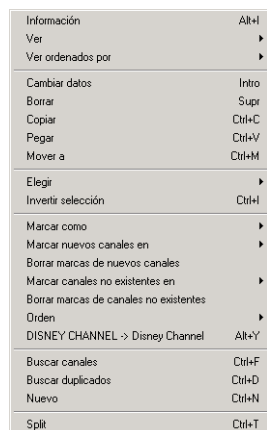 Información Alt+I
Ver
Ver ordenados por
Cambiar datos Intro
Borrar Supr
Copiar Ctrl+C
Pegar Ctrl+V
Mover a Ctrl+M
Elegir
Invertir selección Ctrl+I
Marcar como
Marcar nuevos canales en
Borrar marcas de nuevos canales
Marcar canales no existentes en
Borrar marcas de canales no existentes
Orden
DISNEY CHANNEL -> Disney Channel Alt+Y
Buscar canales Ctrl+F
Buscar duplicados Ctrl+D
Nuevo Ctrl+N
Split Ctrl+T